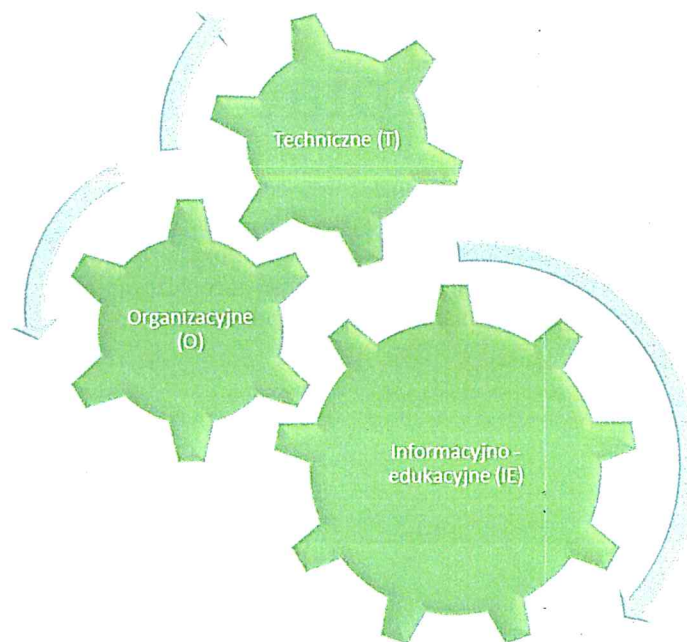 Techniczne (T)
Organizacyjne
(O)
Informacyjno -
edukacyjne (IE)